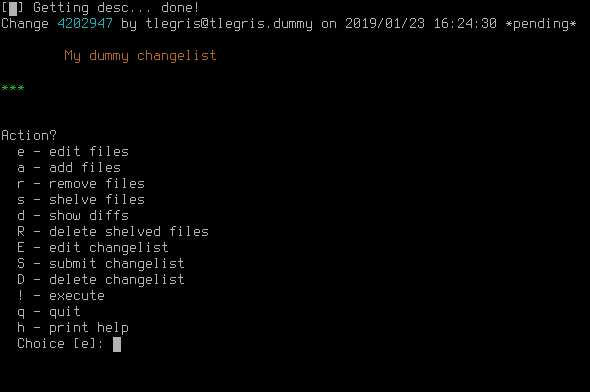 [ ] Getting desc... done!
Change 4202947 by tlegris@tlegris.dummy on 2019/01/23 16:24:30 *pending*
My dummy changelist
***
Action?
e - edit files
a - add files
r - remove files
s - shelve files
d - show diffs
R - delete shelved files
E - edit changelist
S - submit changelist
D - delete changelist
! - execute
q - quit
h - print help
Choice [e]: